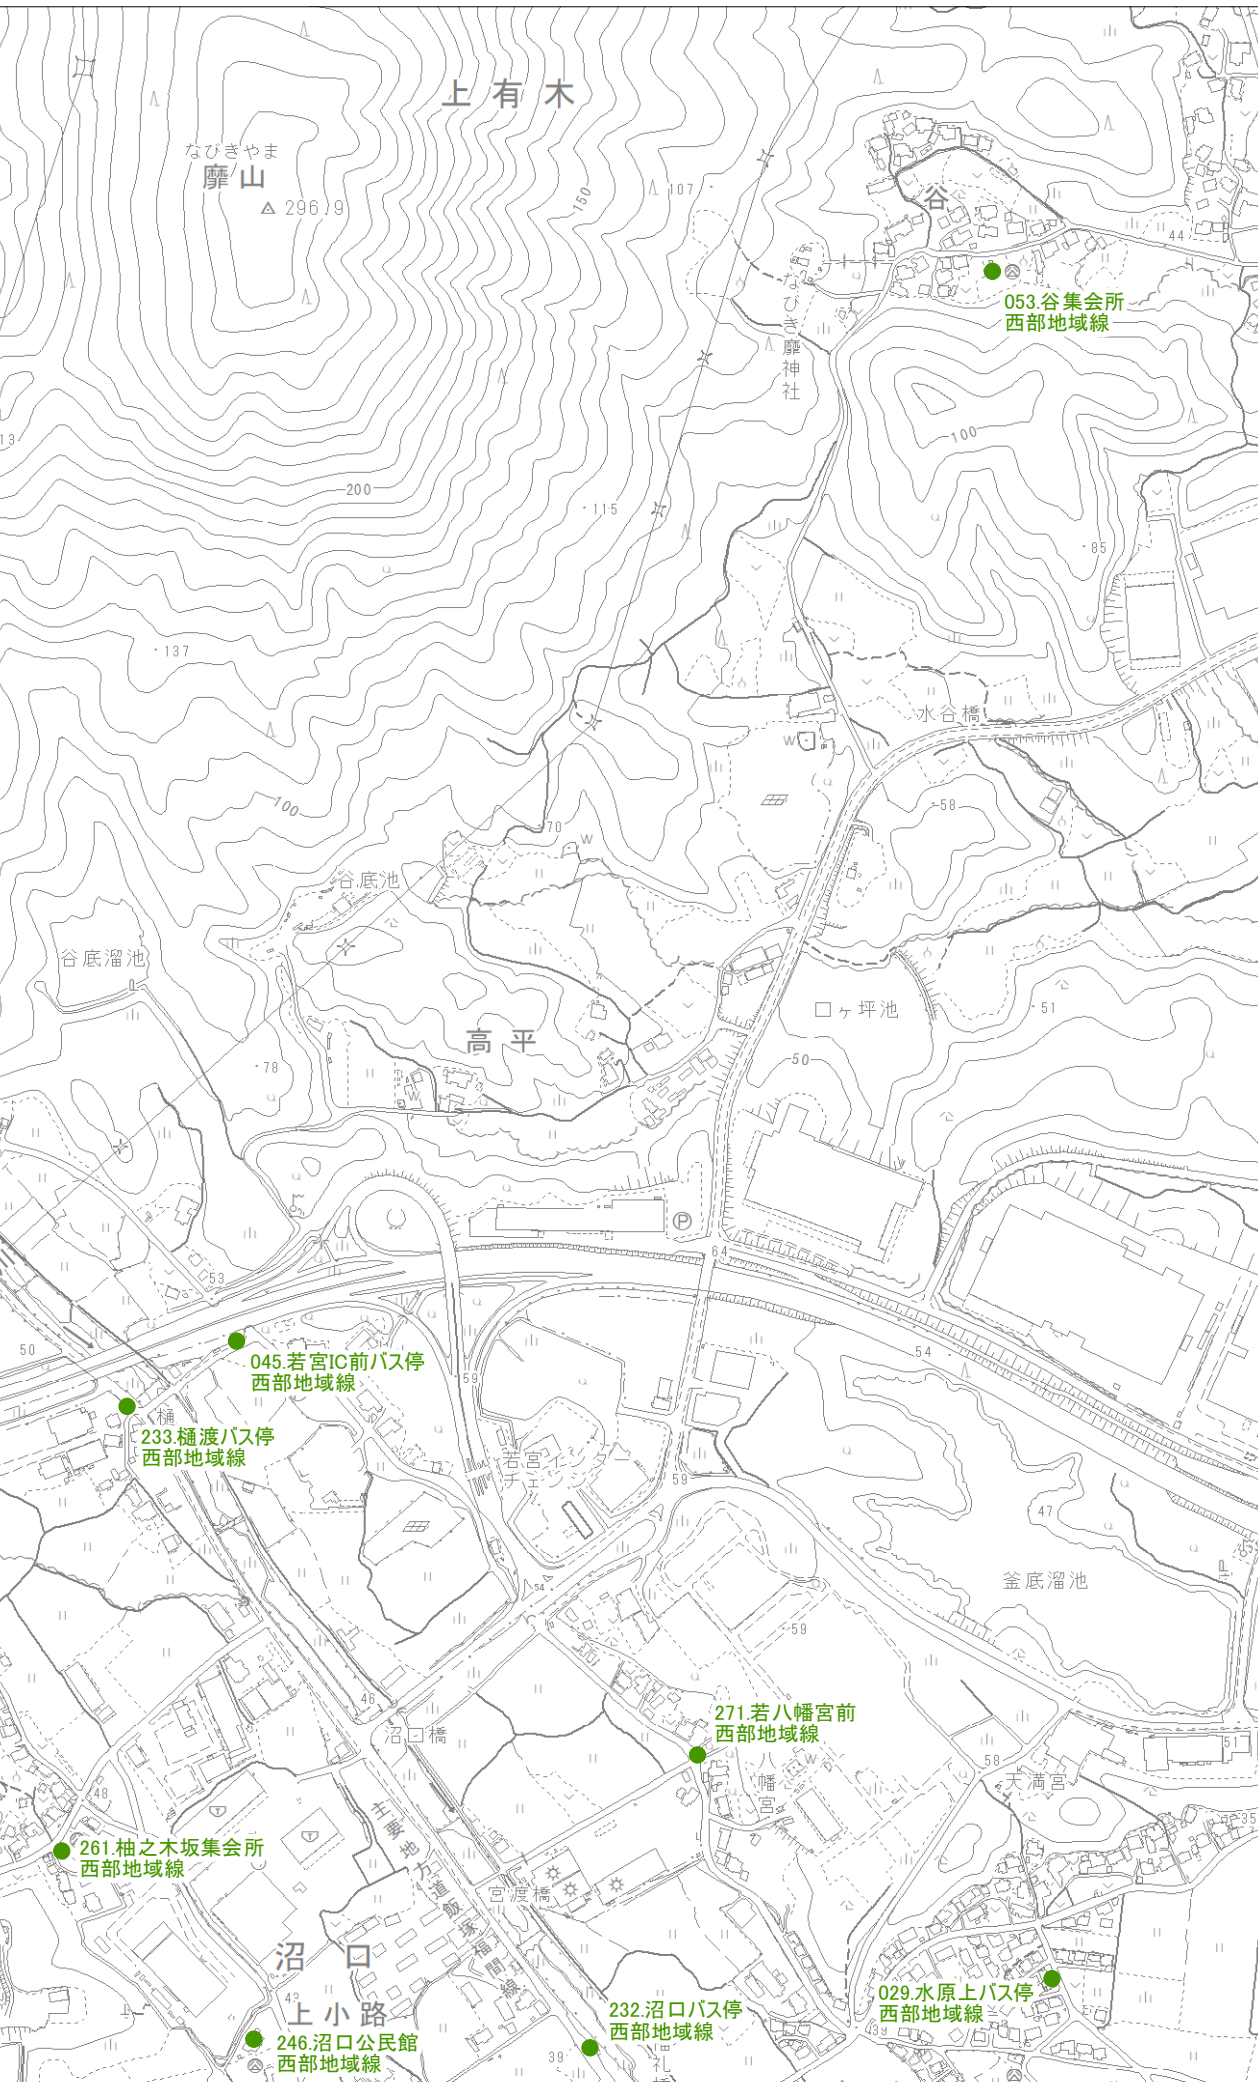 上有木
なびきやま
靡山
296.9
150
107
谷
44
053.谷集会所
西部地域線
なびき靡神社
100
13
200
115
85
137
水谷橋
W
100
58
70
W
谷底池
谷底溜池
口ヶ坪池
51
高平
50
78
W
P
64
53
50
54
045.若宮IC前バス停
西部地域線
59
樋
233.樋渡バス停
西部地域線
若宮インター
チェンジ
59
47
釜底溜池
54
59
46
271.若八幡宮前
西部地域線
沼口橋
51
58
W
天満宮
幡宮
48
35
主要地方道飯塚福間線
261.柚之木坂集会所
西部地域線
宮渡橋
沼口
029.水原上バス停
西部地域線
43
上小路
232.沼口バス停
西部地域線
39
246.沼口公民館
西部地域線
39